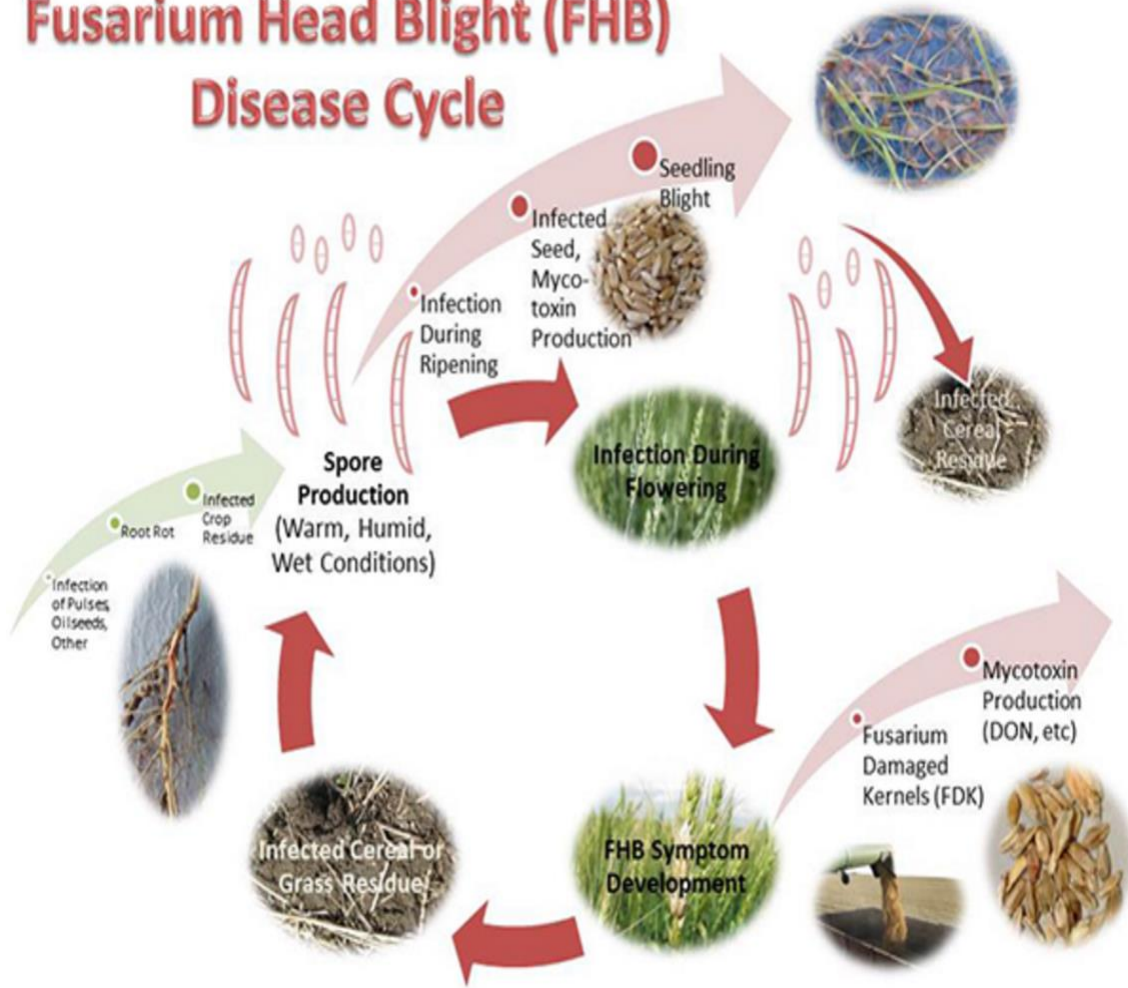 Fusarium Head Blight (FHB)
Disease Cycle
Seedling
Blight
Infected
Seed,
Myco-
toxin
Production
Infection
During
Ripening
Infected
Cereal
Residue
Infection During
Flowering
Spore
Production
(Warm, Humid,
Wet Conditions)
Infected
Crop
Residue
Root Rot
Infection
of Pulses,
Oilseeds,
Other
Mycotoxin
Production
(DON, etc)
Fusarium
Damaged
Kernels (FDK)
FHB Symptom
Development
Infected Cereal or
Grass Residue